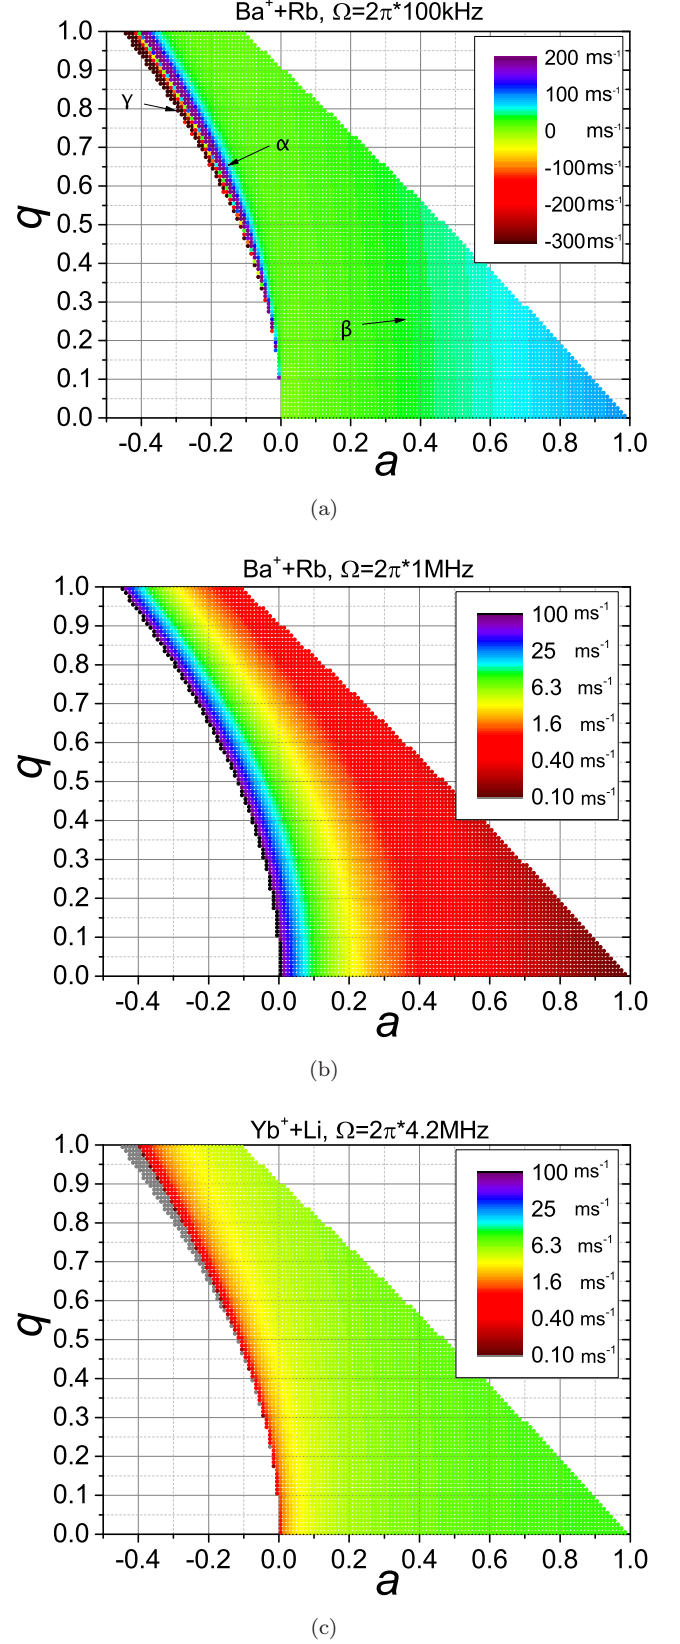 Ba⁺+Rb, Ω=2π*100kHz
1.0
0.9
0.8
0.7
0.6
0.5
0.4
0.3
0.2
0.1
0.0
q
γ
α
β
200 ms⁻¹
100 ms⁻¹
0 ms⁻¹
-100ms⁻¹
-200ms⁻¹
-300ms⁻¹
-0.4 -0.2 0.0 0.2 0.4 0.6 0.8 1.0
a
(a)
Ba⁺+Rb, Ω=2π*1MHz
1.0
0.9
0.8
0.7
0.6
0.5
0.4
0.3
0.2
0.1
0.0
q
100 ms⁻¹
25 ms⁻¹
6.3 ms⁻¹
1.6 ms⁻¹
0.40 ms⁻¹
0.10 ms⁻¹
-0.4 -0.2 0.0 0.2 0.4 0.6 0.8 1.0
a
(b)
Yb⁺+Li, Ω=2π*4.2MHz
1.0
0.9
0.8
0.7
0.6
0.5
0.4
0.3
0.2
0.1
0.0
q
100 ms⁻¹
25 ms⁻¹
6.3 ms⁻¹
1.6 ms⁻¹
0.40 ms⁻¹
0.10 ms⁻¹
-0.4 -0.2 0.0 0.2 0.4 0.6 0.8 1.0
a
(c)